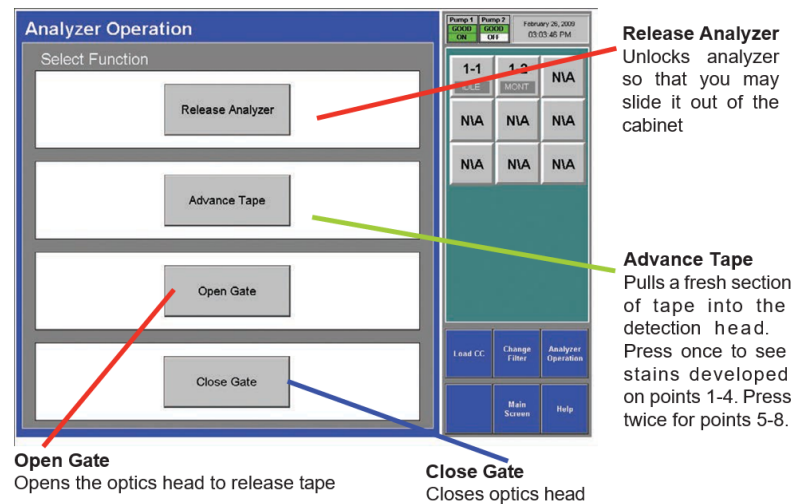 Analyzer Operation
Select Function
Release Analyzer
Advance Tape
Open Gate
Close Gate
Pump 1 Pump 2
GOOD GOOD
ON OFF
February 26, 2009
03:03:46 PM
1-1 1-2 N\A
IDLE MONT
N\A N\A N\A
N\A N\A N\A
Load CC Change Filter Analyzer Operation
Main Screen Help
Release Analyzer
Unlocks analyzer
so that you may
slide it out of the
cabinet
Advance Tape
Pulls a fresh section
of tape into the
detection head.
Press once to see
stains developed
on points 1-4. Press
twice for points 5-8.
Open Gate
Opens the optics head to release tape
Close Gate
Closes optics head